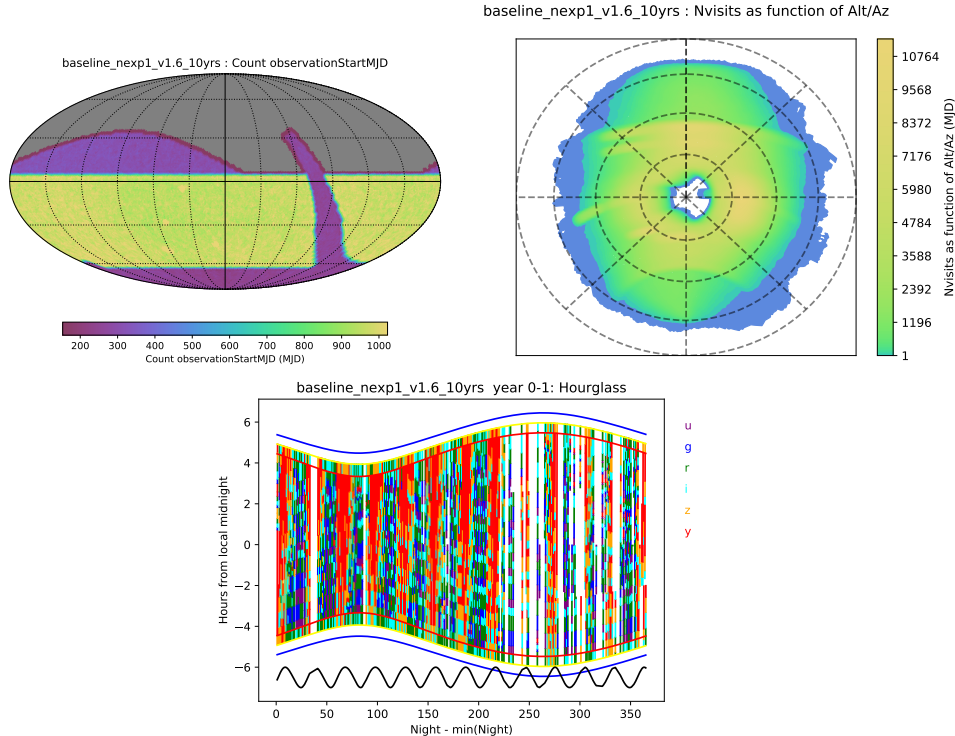 baseline_nexp1_v1.6_10yrs : Nvisits as function of Alt/Az
baseline_nexp1_v1.6_10yrs : Count observationStartMJD
200 300 400 500 600 700 800 900 1000
Count observationStartMJD (MJD)
10764
9568
8372
7176
5980
4784
3588
2392
1196
1
Nvisits as function of Alt/Az (MJD)
baseline_nexp1_v1.6_10yrs  year 0-1: Hourglass
Hours from local midnight
6
4
2
0
−2
−4
−6
0 50 100 150 200 250 300 350
Night - min(Night)
u
g
r
i
z
y